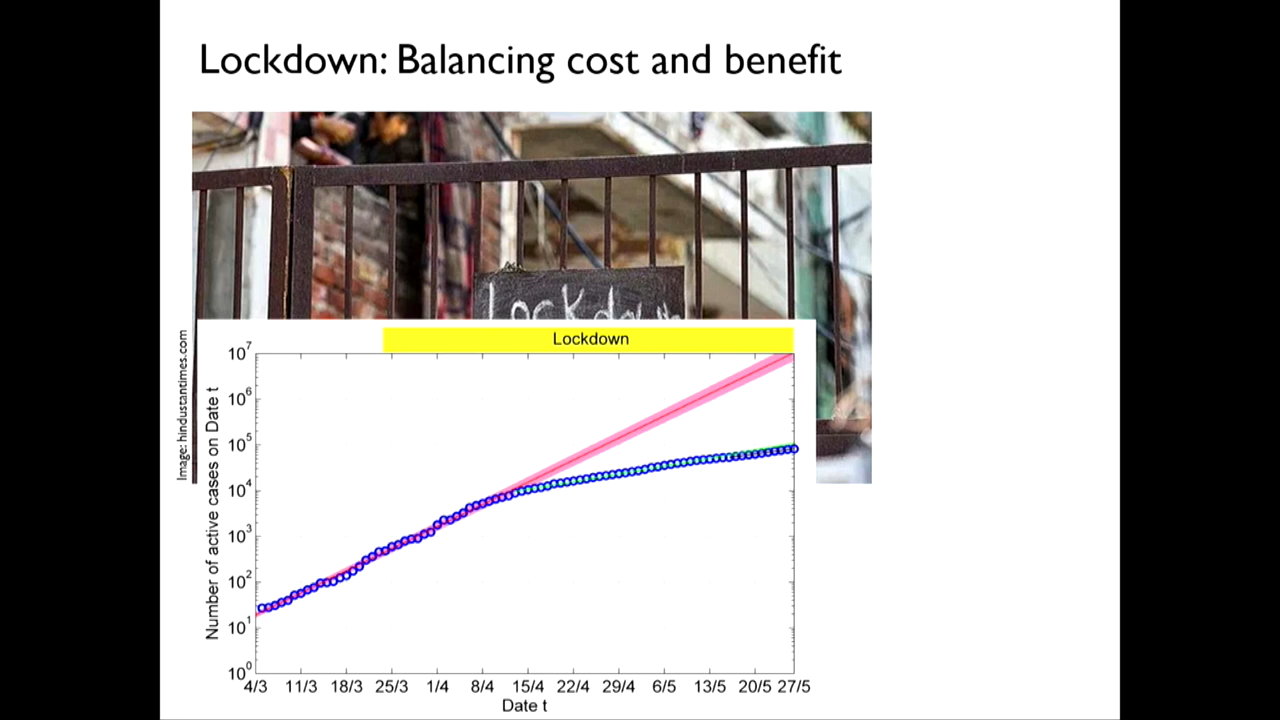 Lockdown: Balancing cost and benefit
Lockdown
Image: hindustantimes.com
Lockdown
Number of active cases on Date t
10^7
10^6
10^5
10^4
10^3
10^2
10^1
10^0
4/3 11/3 18/3 25/3 1/4 8/4 15/4 22/4 29/4 6/5 13/5 20/5 27/5
Date t